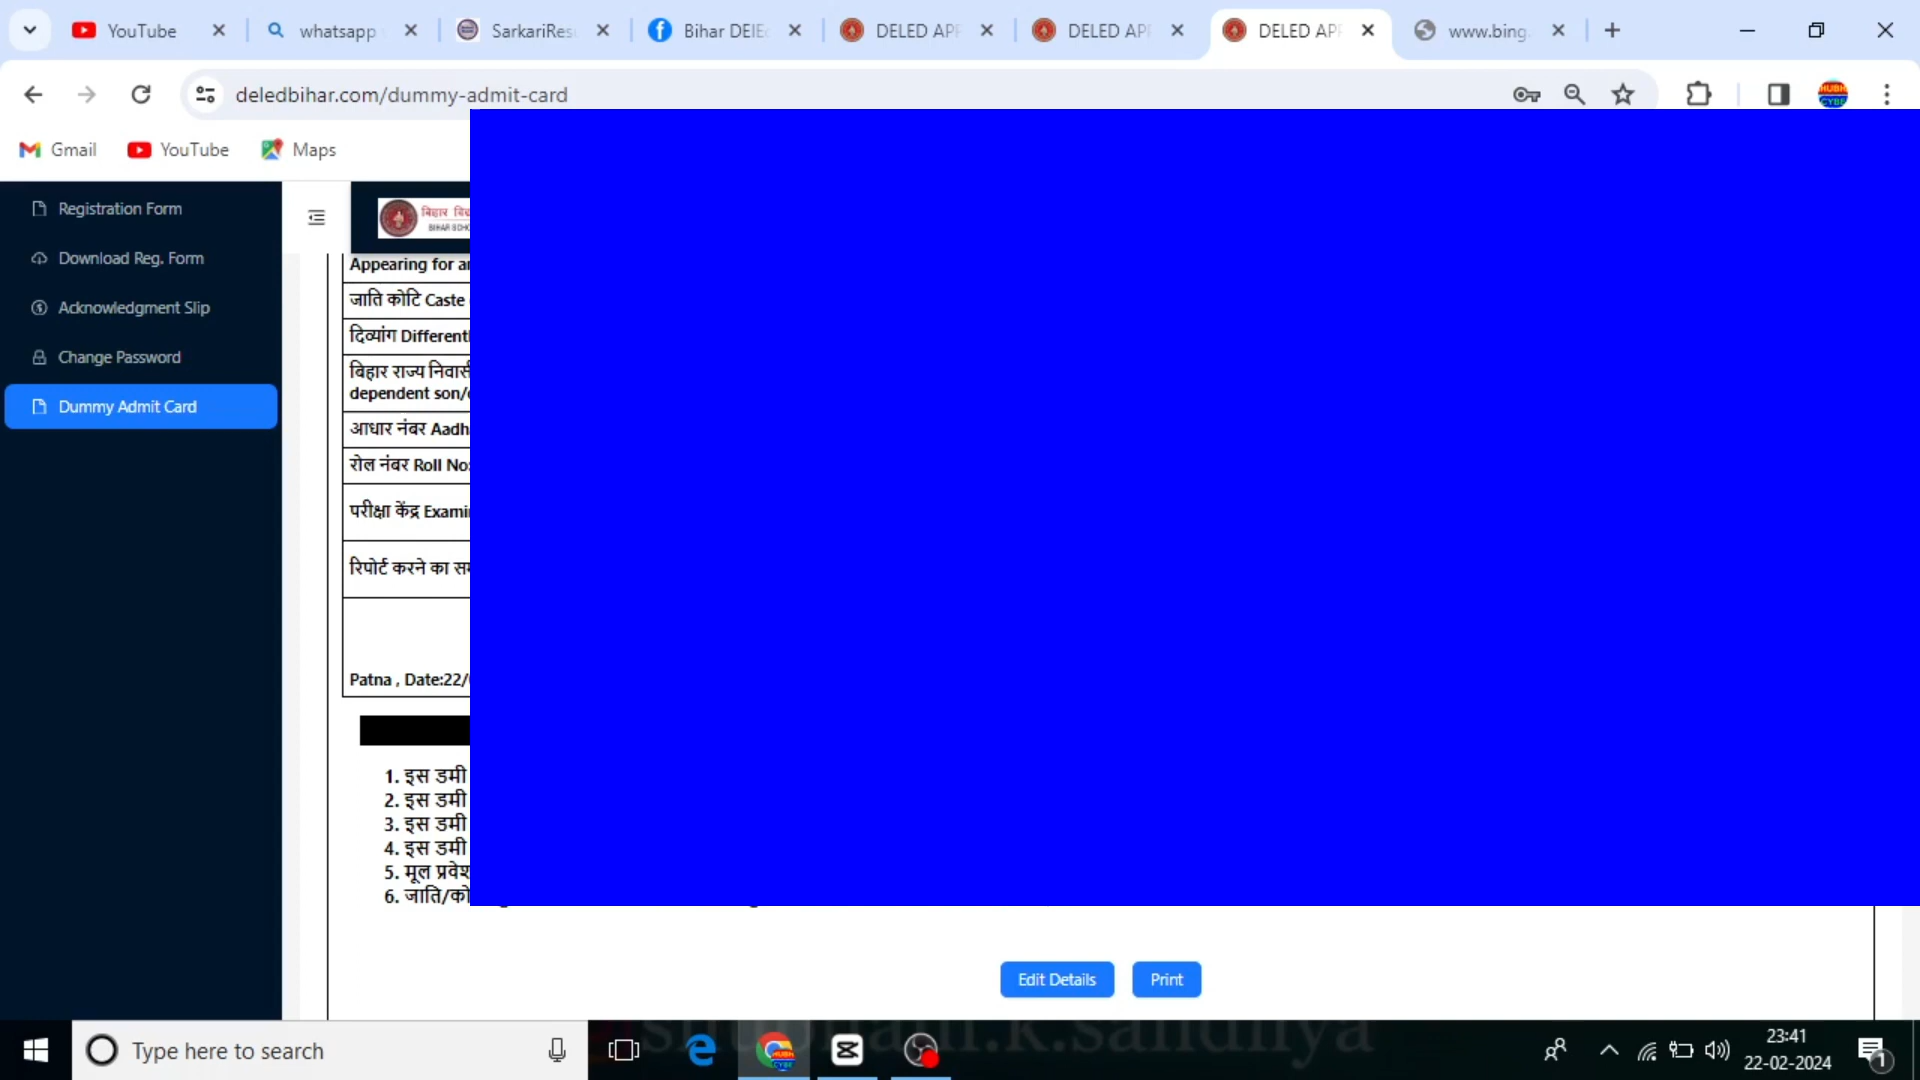 YouTube
whatsapp
SarkariRes
Bihar DElE
DELED AP
DELED AP
DELED AP
www.bing.
deledbihar.com/dummy-admit-card
Gmail
YouTube
Maps
Registration Form
Download Reg. Form
Acknowledgment Slip
Change Password
Dummy Admit Card
बिहार
Appearing for
जाति कोटि Caste
दिव्यांग Different
बिहार राज्य निवासी
dependent son/
आधार नंबर Aadh
रोल नंबर Roll No:
परीक्षा केंद्र Exami
रिपोर्ट करने का
Patna , Date:22/
1. इस डमी
2. इस डमी
3. इस डमी
4. इस डमी
5. मूल
6. जाति/को
Edit Details
Print
Type here to search
23:41
22-02-2024
1